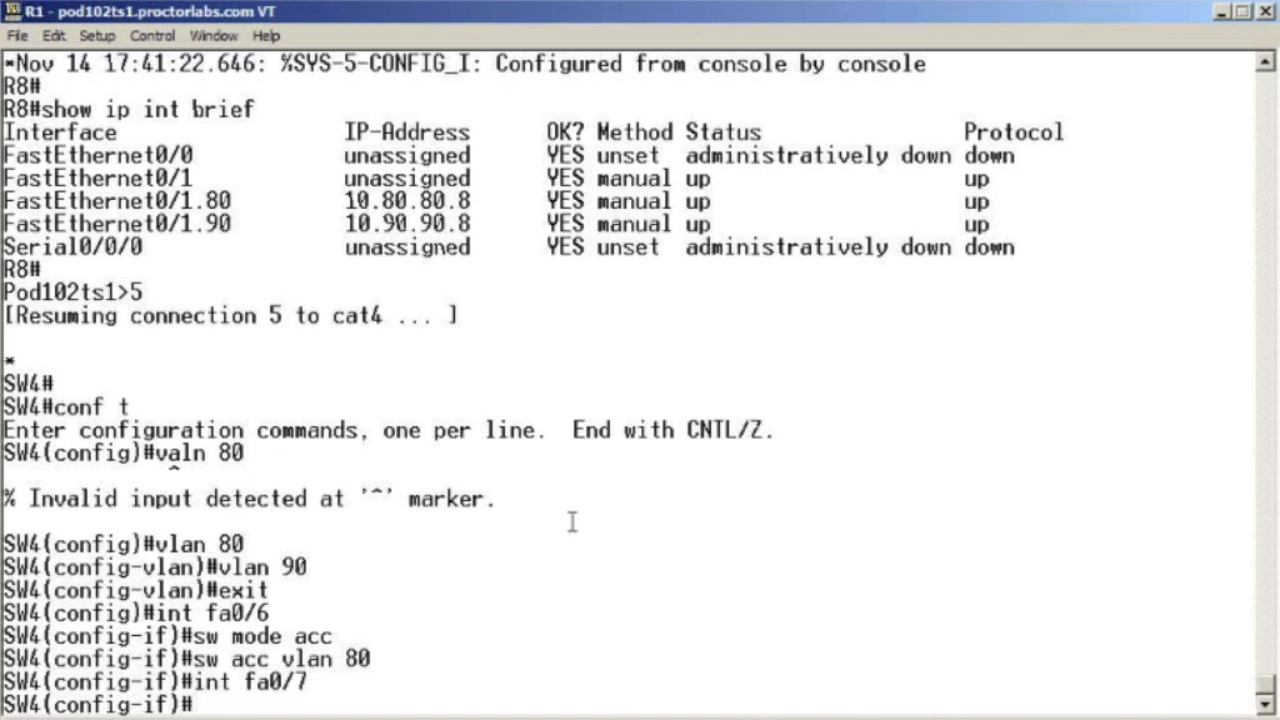 R1 - pod102ts1.proctorlabs.com VT
File Edit Setup Control Window Help
*Nov 14 17:41:22.646: %SYS-5-CONFIG_I: Configured from console by console
R8#
R8#show ip int brief
Interface IP-Address OK? Method Status Protocol
FastEthernet0/0 unassigned YES unset administratively down down
FastEthernet0/1 unassigned YES manual up up
FastEthernet0/1.80 10.80.80.8 YES manual up up
FastEthernet0/1.90 10.90.90.8 YES manual up up
Serial0/0/0 unassigned YES unset administratively down down
R8#
Pod102ts1>5
[Resuming connection 5 to cat4 ... ]
*
SW4#
SW4#conf t
Enter configuration commands, one per line. End with CNTL/Z.
SW4(config)#valn 80
^
% Invalid input detected at '^' marker.
SW4(config)#vlan 80
SW4(config-vlan)#vlan 90
SW4(config-vlan)#exit
SW4(config)#int fa0/6
SW4(config-if)#sw mode acc
SW4(config-if)#sw acc vlan 80
SW4(config-if)#int fa0/7
SW4(config-if)#